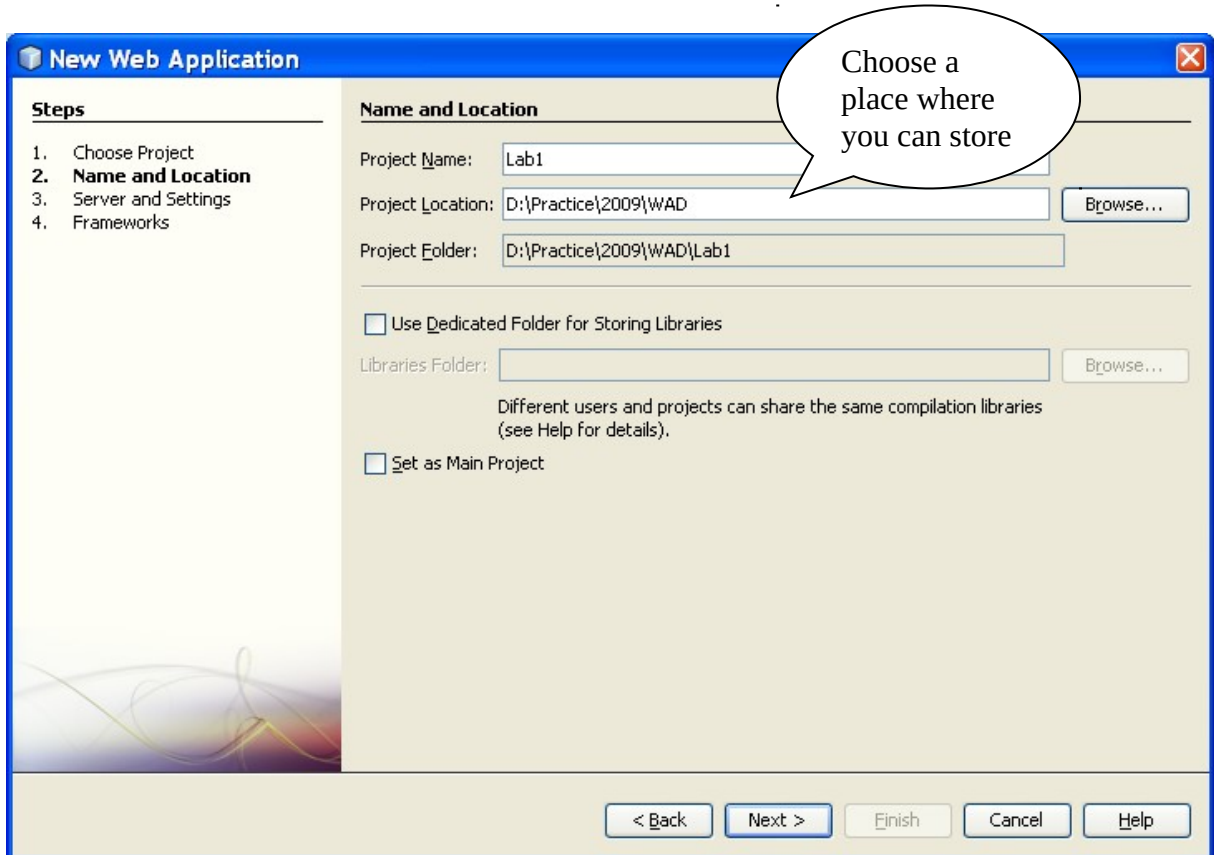 New Web Application
Choose a
place where
you can store
Steps
1. Choose Project
2. Name and Location
3. Server and Settings
4. Frameworks
Name and Location
Project Name: Lab1
Project Location: D:\Practice\2009\WAD Browse...
Project Folder: D:\Practice\2009\WAD\Lab1
Use Dedicated Folder for Storing Libraries
Libraries Folder: Browse...
Different users and projects can share the same compilation libraries
(see Help for details).
Set as Main Project
< Back Next > Finish Cancel Help